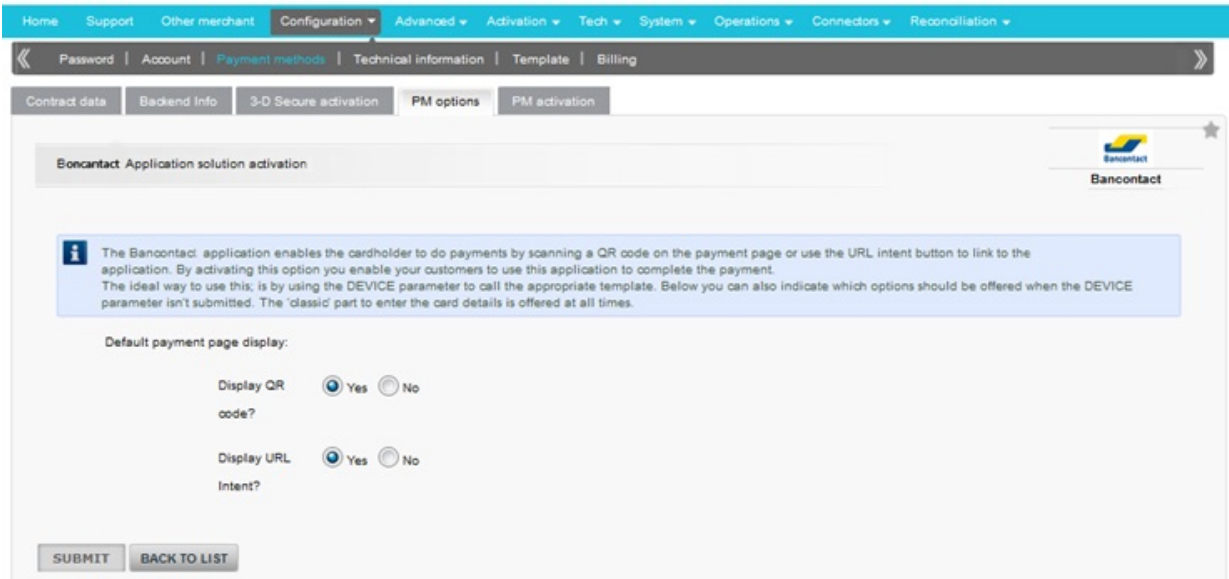 Home Support Other merchant Configuration Advanced Activation Tech System Operations Connectors Reconciliation
Password | Account | Payment methods | Technical information | Template | Billing
Contract data Backend Info 3-D Secure activation PM options PM activation
Boncantact Application solution activation
Bancontact
Bancontact
The Bancontact. application enables the cardholder to do payments by scanning a QR code on the payment page or use the URL intent button to link to the
application. By activating this option you enable your customers to use this application to complete the payment.
The ideal way to use this; is by using the DEVICE parameter to call the appropriate template. Below you can also indicate which options should be offered when the DEVICE
parameter isn't submitted. The 'classic' part to enter the card details is offered at all times.
Default payment page display:
Display QR Yes No
code?
Display URL Yes No
Intent?
SUBMIT BACK TO LIST